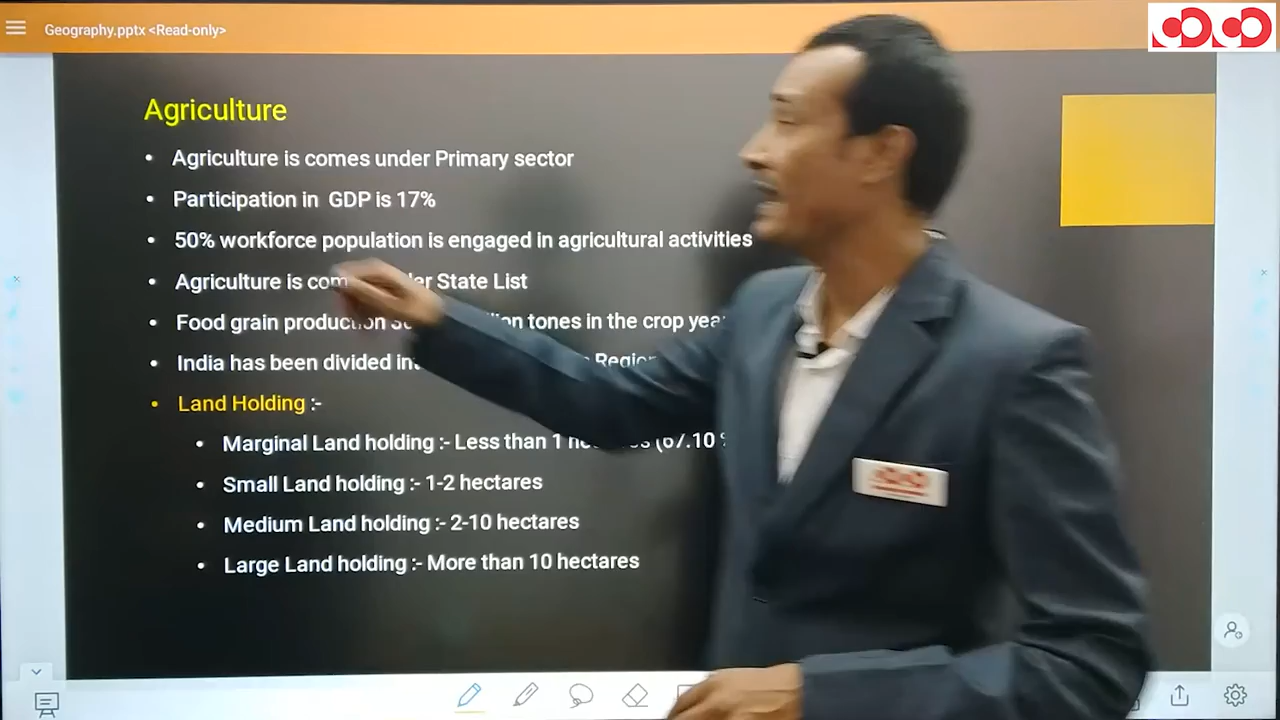 Geography.pptx <Read-only>
Agriculture
• Agriculture is comes under Primary sector
• Participation in GDP is 17%
• 50% workforce population is engaged in agricultural activities
• Agriculture is State List
• Food grain production tones in the crop
• India has been divided
• Land Holding :-
• Marginal Land holding :- Less than 1 (67.10
• Small Land holding :- 1-2 hectares
• Medium Land holding :- 2-10 hectares
• Large Land holding :- More than 10 hectares